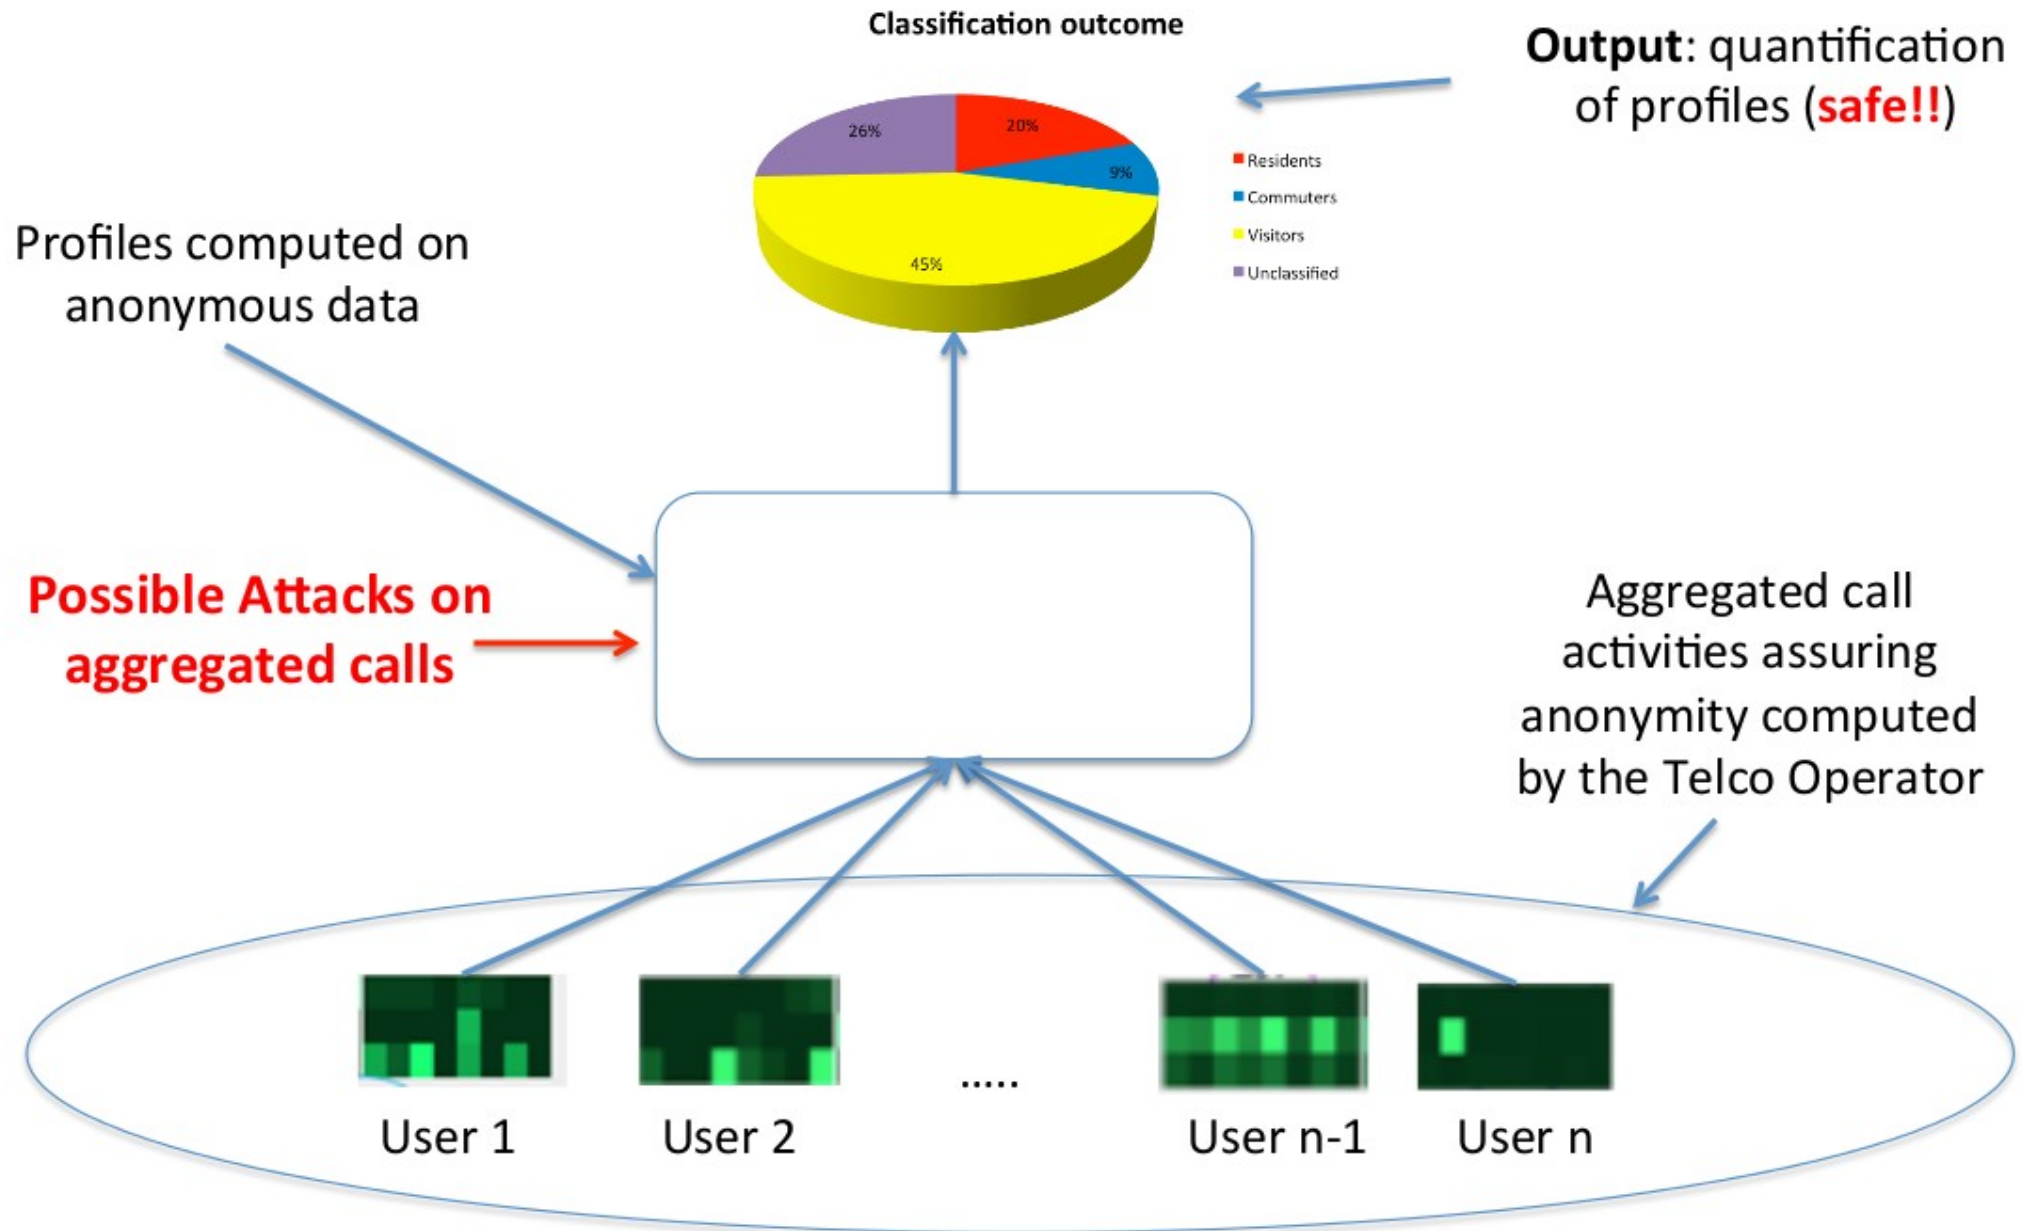 Classification outcome
Output: quantification
of profiles (safe!!)
26%
20%
9%
45%
Residents
Commuters
Visitors
Unclassified
Profiles computed on
anonymous data
Possible Attacks on
aggregated calls
Aggregated call
activities assuring
anonymity computed
by the Telco Operator
.....
User 1
User 2
User n-1
User n